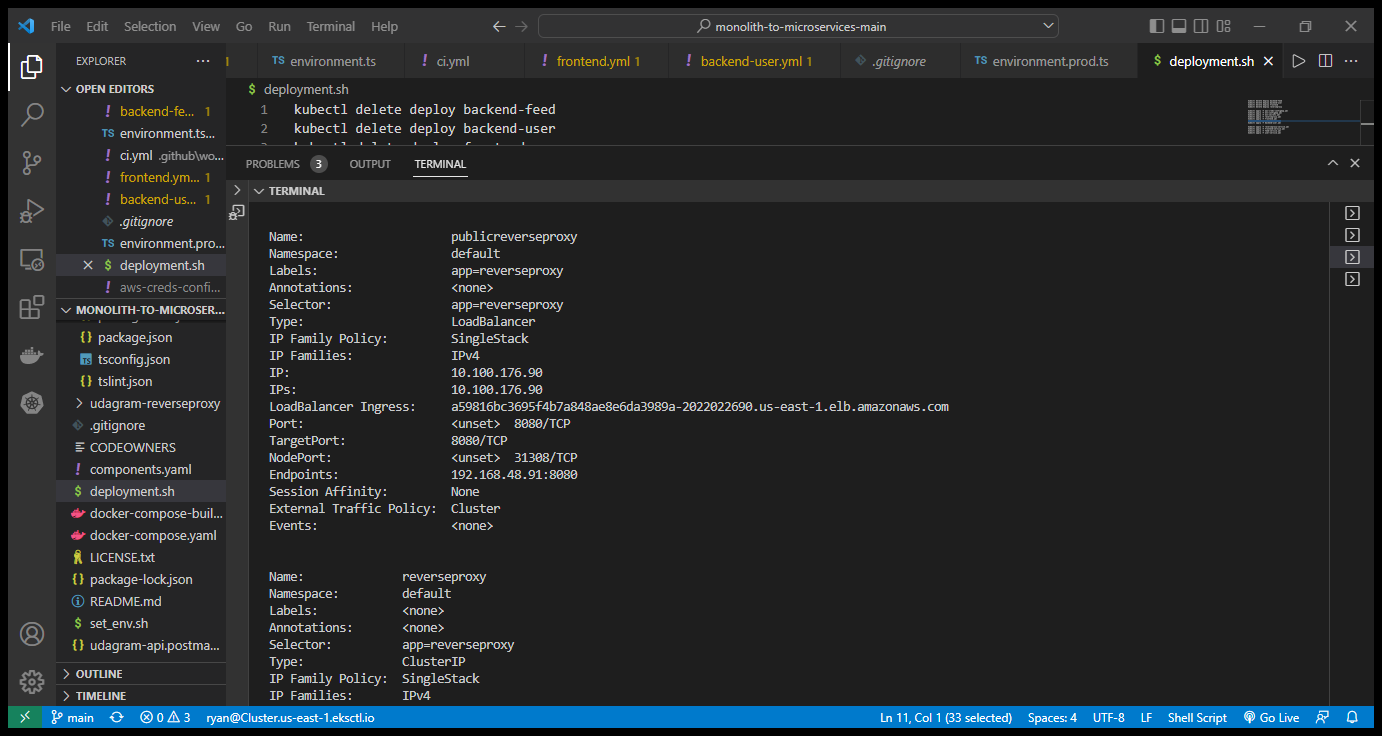 File Edit Selection View Go Run Terminal Help
monolith-to-microservices-main
EXPLORER
OPEN EDITORS
! backend-fe... 1
TS environment.ts...
! ci.yml .github\wo...
! frontend.ym... 1
! backend-us... 1
.gitignore
TS environment.pro...
$ deployment.sh
! aws-creds-confi...
MONOLITH-TO-MICROSER...
{} package.json
TS tsconfig.json
{} tslint.json
udagram-reverseproxy
.gitignore
CODEOWNERS
! components.yaml
$ deployment.sh
docker-compose-buil...
docker-compose.yaml
LICENSE.txt
{} package-lock.json
README.md
$ set_env.sh
{} udagram-api.postma...
OUTLINE
TIMELINE
1 TS environment.ts ! ci.yml ! frontend.yml 1 ! backend-user.yml 1 .gitignore TS environment.prod.ts $ deployment.sh
$ deployment.sh
1 kubectl delete deploy backend-feed
2 kubectl delete deploy backend-user
PROBLEMS 3 OUTPUT TERMINAL
TERMINAL
Name: publicreverseproxy
Namespace: default
Labels: app=reverseproxy
Annotations: <none>
Selector: app=reverseproxy
Type: LoadBalancer
IP Family Policy: SingleStack
IP Families: IPv4
IP: 10.100.176.90
IPs: 10.100.176.90
LoadBalancer Ingress: a59816bc3695f4b7a848ae8e6da3989a-2022022690.us-east-1.elb.amazonaws.com
Port: <unset> 8080/TCP
TargetPort: 8080/TCP
NodePort: <unset> 31308/TCP
Endpoints: 192.168.48.91:8080
Session Affinity: None
External Traffic Policy: Cluster
Events: <none>
Name: reverseproxy
Namespace: default
Labels: <none>
Annotations: <none>
Selector: app=reverseproxy
Type: ClusterIP
IP Family Policy: SingleStack
IP Families: IPv4
main 0 3 ryan@Cluster.us-east-1.eksctl.io Ln 11, Col 1 (33 selected) Spaces: 4 UTF-8 LF Shell Script Go Live